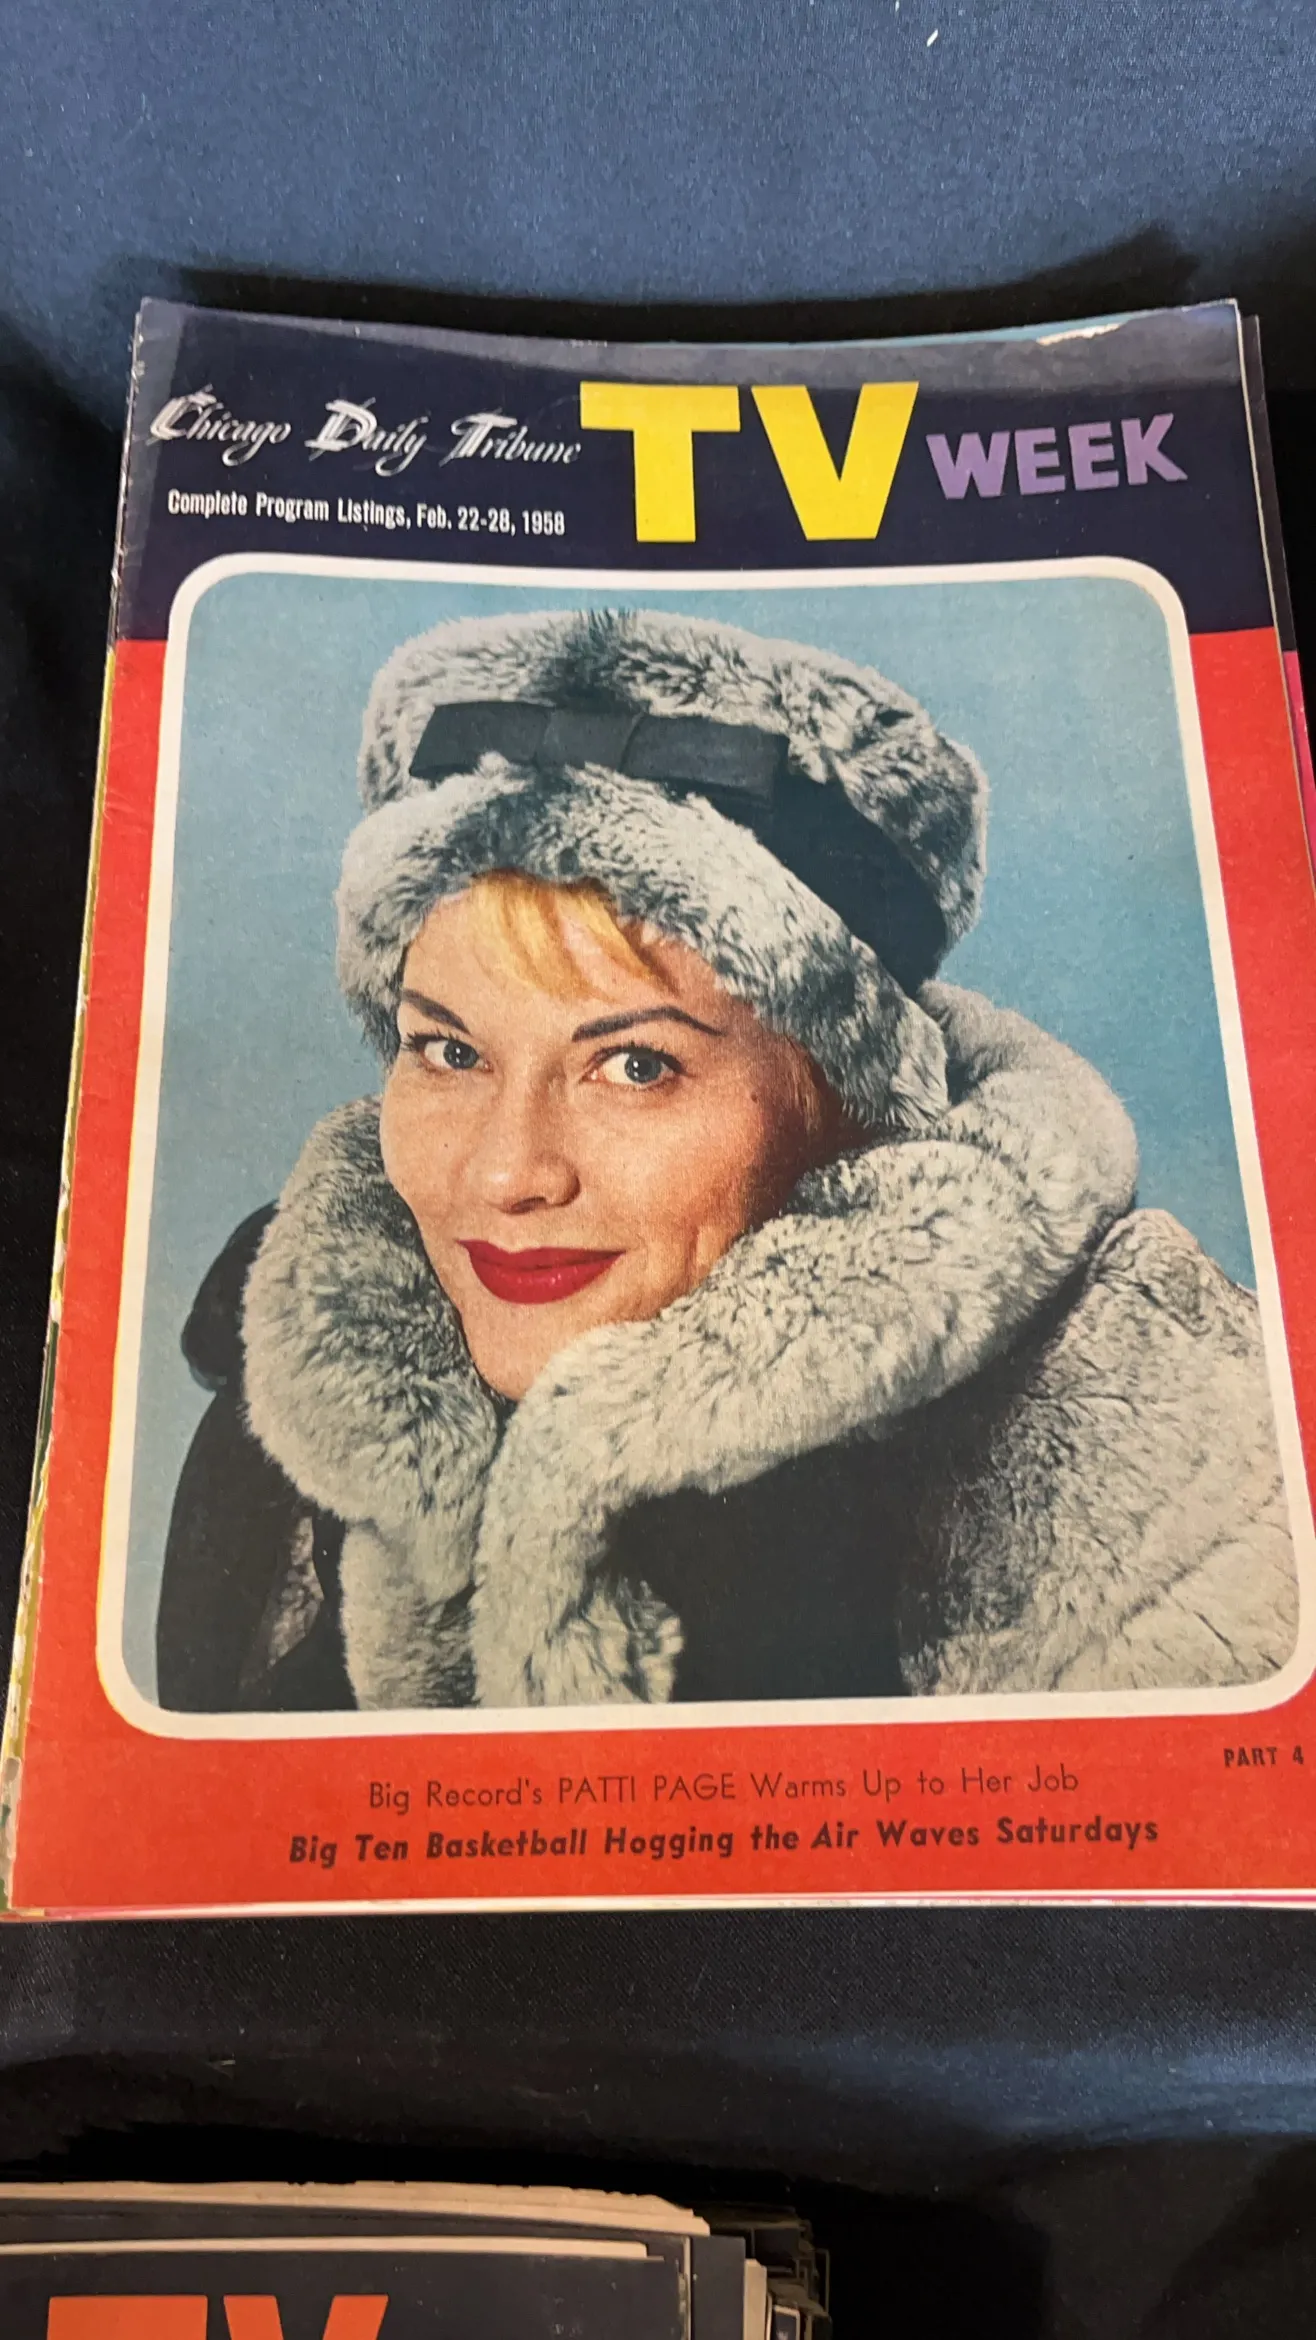 Chicago Daily Tribune TV WEEK
Complete Program Listings, Feb. 22-28, 1958
PART 4
Big Record's PATTI PAGE Warms Up to Her Job
Big Ten Basketball Hogging the Air Waves Saturdays
TV